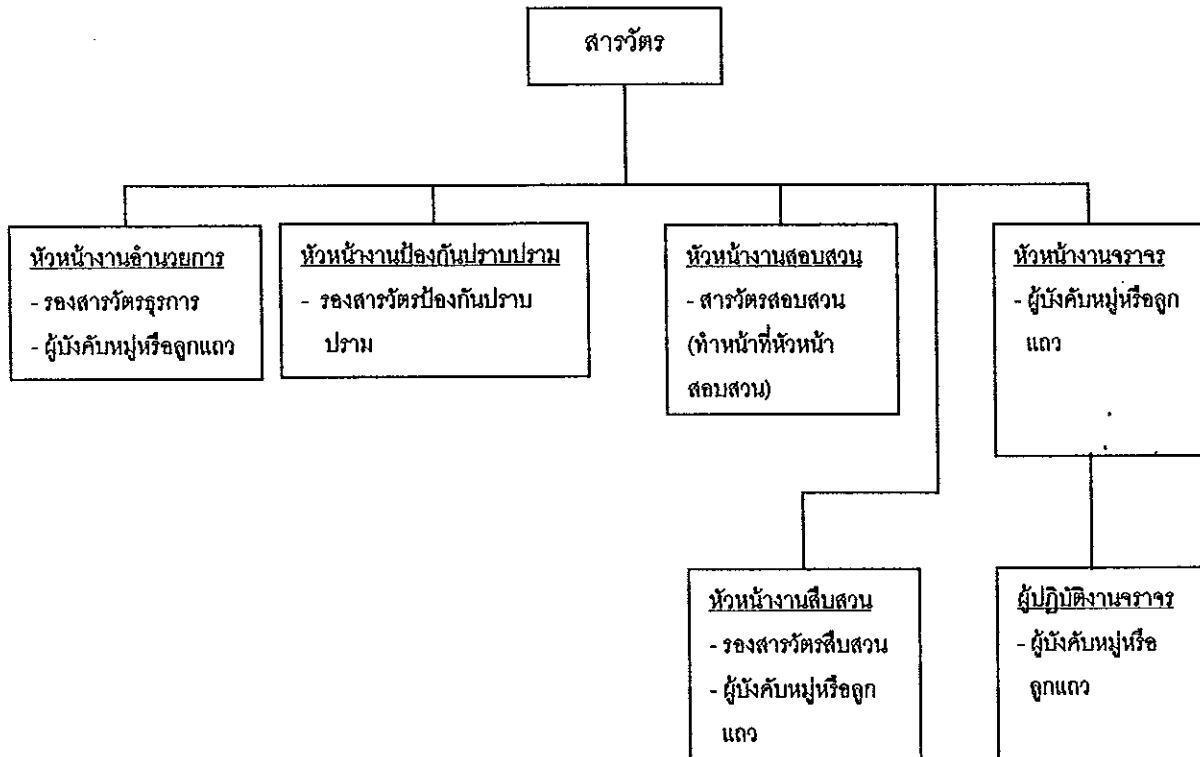 สารวัตร
หัวหน้างานอำนวยการ
- รองสารวัตรธุรการ
- ผู้บังคับหมู่หรือลูกแถว
หัวหน้างานป้องกันปราบปราม
- รองสารวัตรป้องกันปราบ
ปราม
หัวหน้างานสอบสวน
- สารวัตรสอบสวน
(ทำหน้าที่หัวหน้า
สอบสวน)
หัวหน้างานจราจร
- ผู้บังคับหมู่หรือลูก
แถว
หัวหน้างานสืบสวน
- รองสารวัตรสืบสวน
- ผู้บังคับหมู่หรือลูก
แถว
ผู้ปฏิบัติงานจราจร
- ผู้บังคับหมู่หรือ
ลูกแถว